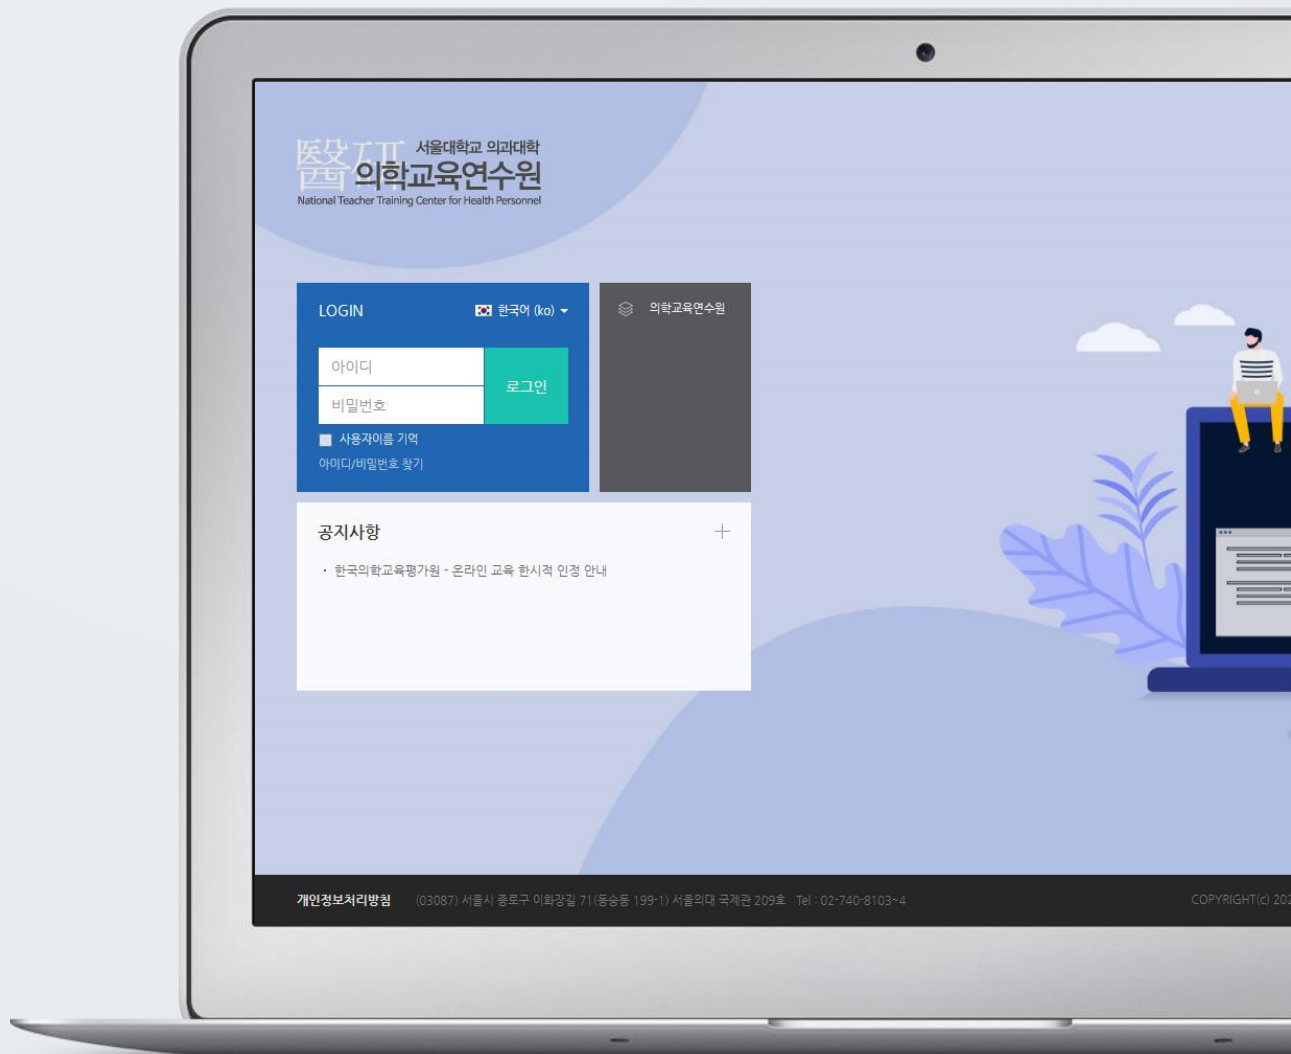 醫硏
서울대학교 의과대학
의학교육연수원
National Teacher Training Center for Health Personnel
LOGIN
한국어 (ko)
의학교육연수원
아이디
비밀번호
로그인
사용자이름 기억
아이디/비밀번호 찾기
공지사항
· 한국의학교육평가원 - 온라인 교육 한시적 인정 안내
개인정보처리방침 (03087) 서울시 종로구 이화장길 71(동숭동 199-1) 서울의대 국제관 209호 Tel : 02-740-8103~4
COPYRIGHT(c) 202